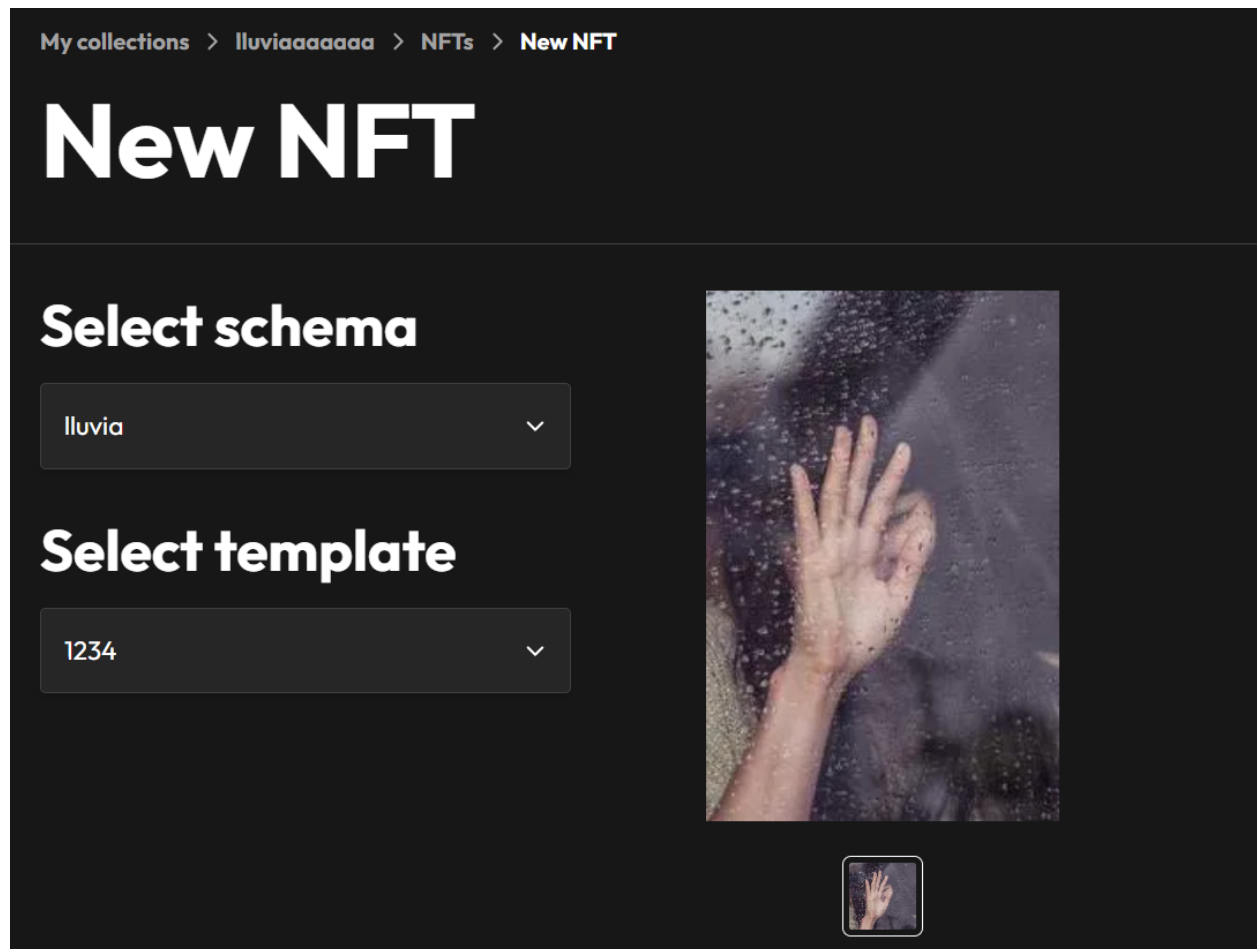 My collections > lluviaaaaaaa > NFTs > New NFT
New NFT
Select schema
lluvia
Select template
1234